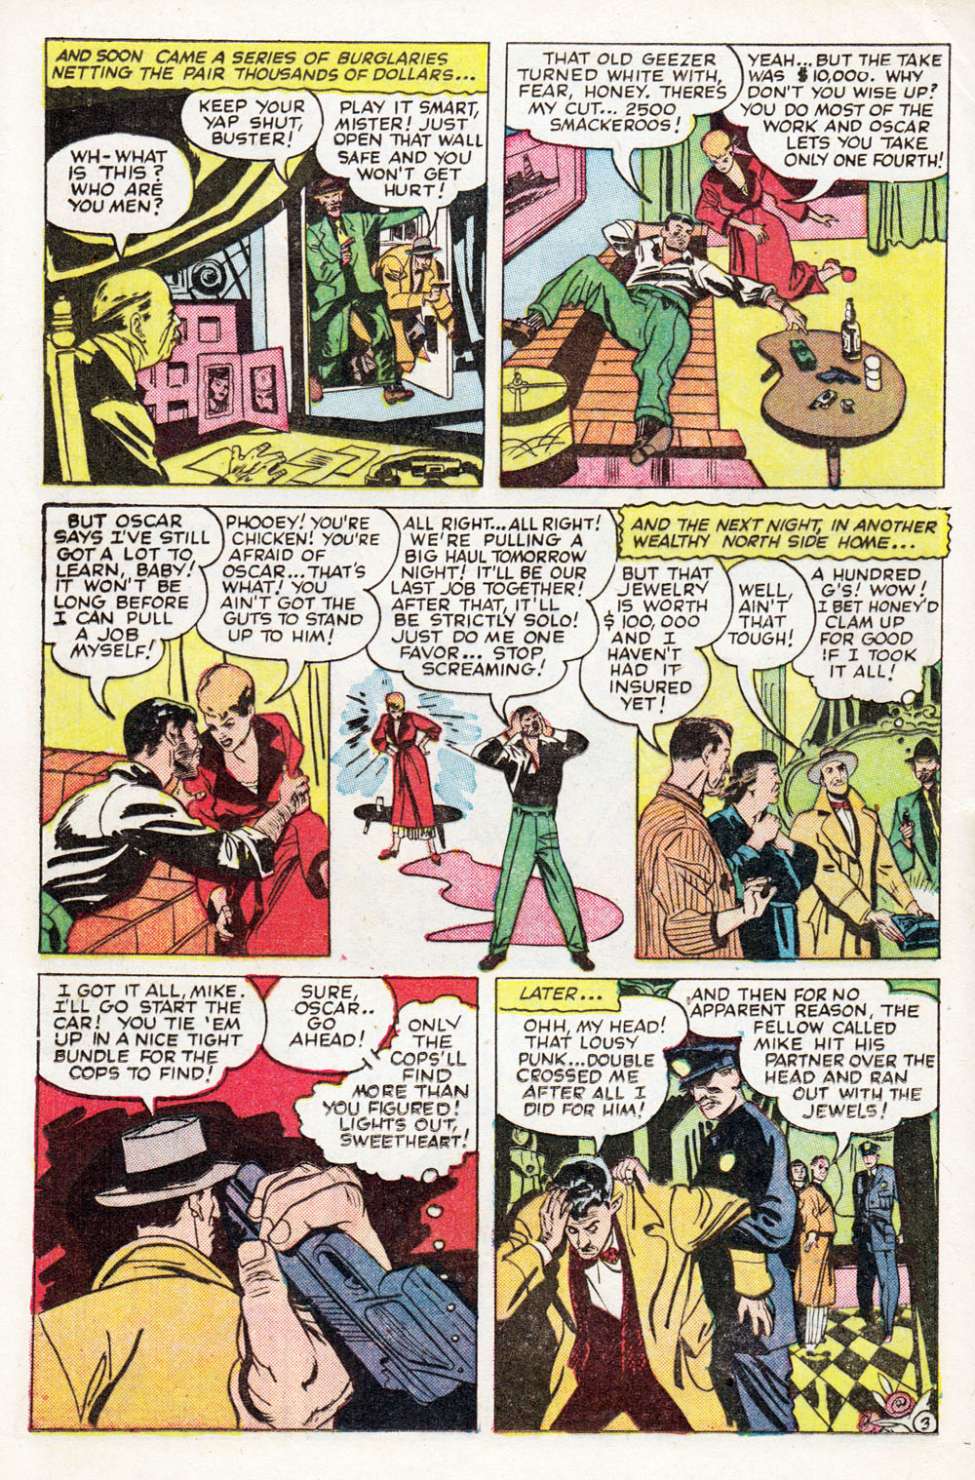 AND SOON CAME A SERIES OF BURGLARIES
NETTING THE PAIR THOUSANDS OF DOLLARS...
WH-WHAT
IS THIS?
WHO ARE
YOU MEN?
KEEP YOUR
YAP SHUT,
BUSTER!
PLAY IT SMART,
MISTER! JUST
OPEN THAT WALL
SAFE AND YOU
WON'T GET
HURT!
THAT OLD GEEZER
TURNED WHITE WITH,
FEAR, HONEY. THERE'S
MY CUT... 2500
SMACKEROOS!
YEAH...BUT THE TAKE
WAS $10,000. WHY
DON'T YOU WISE UP?
YOU DO MOST OF THE
WORK AND OSCAR
LETS YOU TAKE
ONLY ONE FOURTH!
BUT OSCAR
SAYS I'VE STILL
GOT A LOT TO
LEARN, BABY!
IT WON'T BE
LONG BEFORE
I CAN PULL
A JOB
MYSELF!
PHOOEY! YOU'RE
CHICKEN! YOU'RE
AFRAID OF
OSCAR...THAT'S
WHAT! YOU
AIN'T GOT THE
GUTS TO STAND
UP TO HIM!
ALL RIGHT...ALL RIGHT!
WE'RE PULLING A
BIG HAUL TOMORROW
NIGHT! IT'LL BE OUR
LAST JOB TOGETHER!
AFTER THAT, IT'LL
BE STRICTLY SOLO!
JUST DO ME ONE
FAVOR... STOP
SCREAMING!
AND THE NEXT NIGHT, IN ANOTHER
WEALTHY NORTH SIDE HOME...
BUT THAT
JEWELRY
IS WORTH
$100,000
AND I
HAVEN'T
HAD IT
INSURED
YET!
WELL,
AIN'T
THAT
TOUGH!
A HUNDRED
G'S! WOW!
I BET HONEY'D
CLAM UP
FOR GOOD
IF I TOOK
IT ALL!
I GOT IT ALL, MIKE.
I'LL GO START THE
CAR! YOU TIE 'EM
UP IN A NICE TIGHT
BUNDLE FOR THE
COPS TO FIND!
SURE,
OSCAR..
GO
AHEAD!
ONLY
THE
COPS'LL
FIND
MORE THAN
YOU FIGURED!
LIGHTS OUT,
SWEETHEART!
LATER...
OHH, MY HEAD!
THAT LOUSY
PUNK...DOUBLE
CROSSED ME
AFTER ALL I
DID FOR HIM!
AND THEN FOR NO
APPARENT REASON, THE
FELLOW CALLED
MIKE HIT HIS
PARTNER OVER THE
HEAD AND RAN
OUT WITH THE
JEWELS!
3